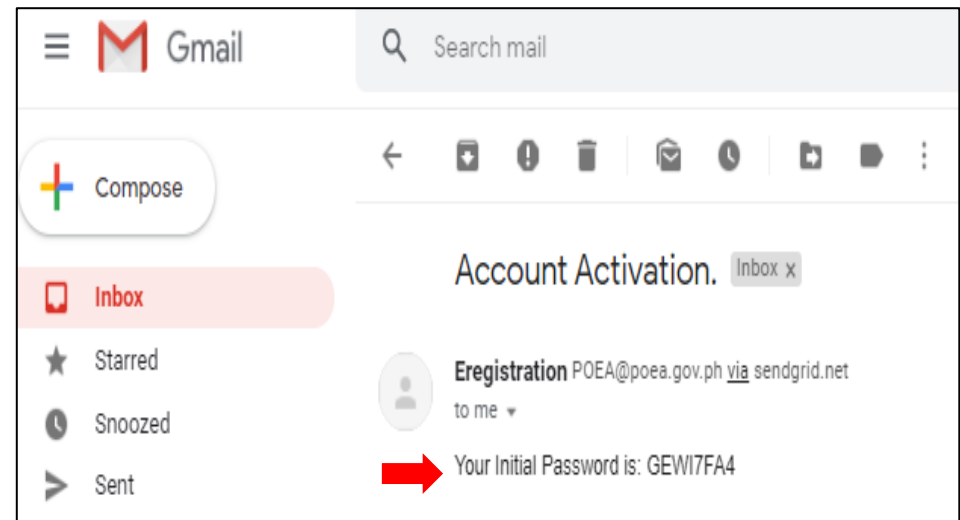 Gmail
Search mail
Compose
Account Activation. Inbox x
Inbox
Starred
Eregistration POEA@poea.gov.ph via sendgrid.net
to me
Snoozed
Your Initial Password is: GEWI7FA4
Sent